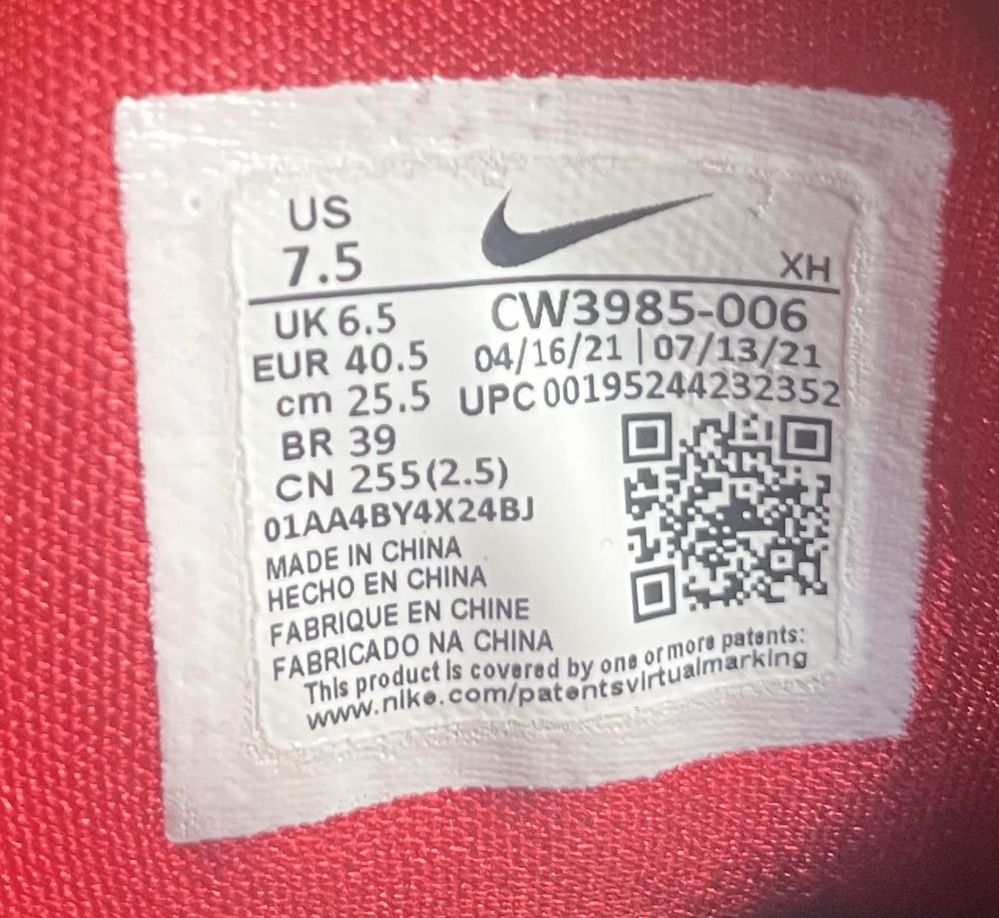 US
7.5
XH
UK 6.5
EUR 40.5
cm 25.5
BR 39
CN 255(2.5)
CW3985-006
04/16/21 | 07/13/21
UPC 00195244232352
01AA4BY4X24BJ
MADE IN CHINA
HECHO EN CHINA
FABRIQUE EN CHINE
FABRICADO NA CHINA
This product is covered by one or more patents:
www.nike.com/patentsvirtualmarking